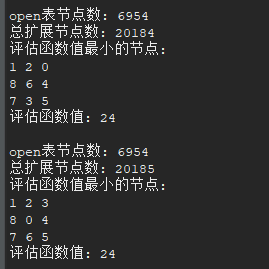 open表节点数：6954
总扩展节点数：20184
评估函数值最小的节点：
1 2 0
8 6 4
7 3 5
评估函数值：24
open表节点数：6954
总扩展节点数：20185
评估函数值最小的节点：
1 2 3
8 0 4
7 6 5
评估函数值：24